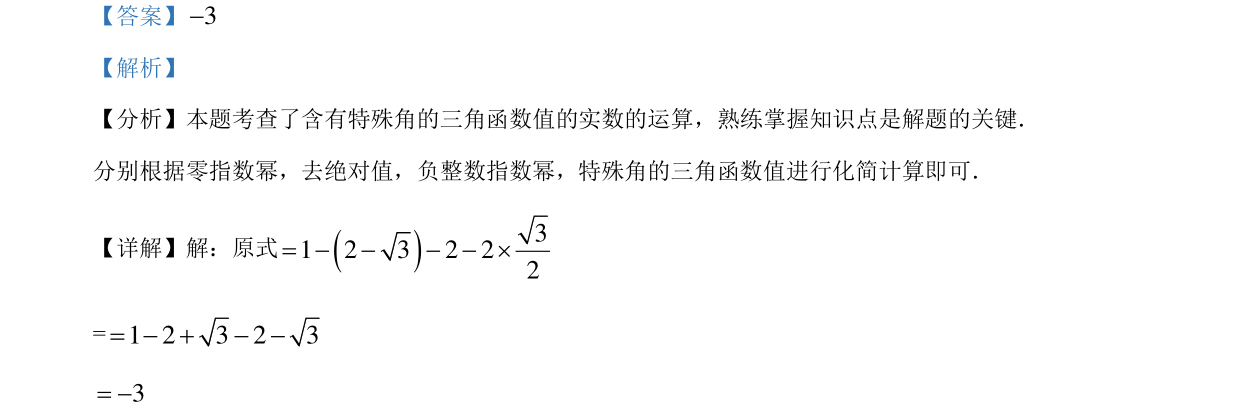 【答案】−3
【解析】
【分析】本题考查了含有特殊角的三角函数值的实数的运算，熟练掌握知识点是解题的关键．
分别根据零指数幂，去绝对值，负整数指数幂，特殊角的三角函数值进行化简计算即可．
【详解】解：原式=1−(2−√3)−2−2×√3/2
==1−2+√3−2−√3
=−3